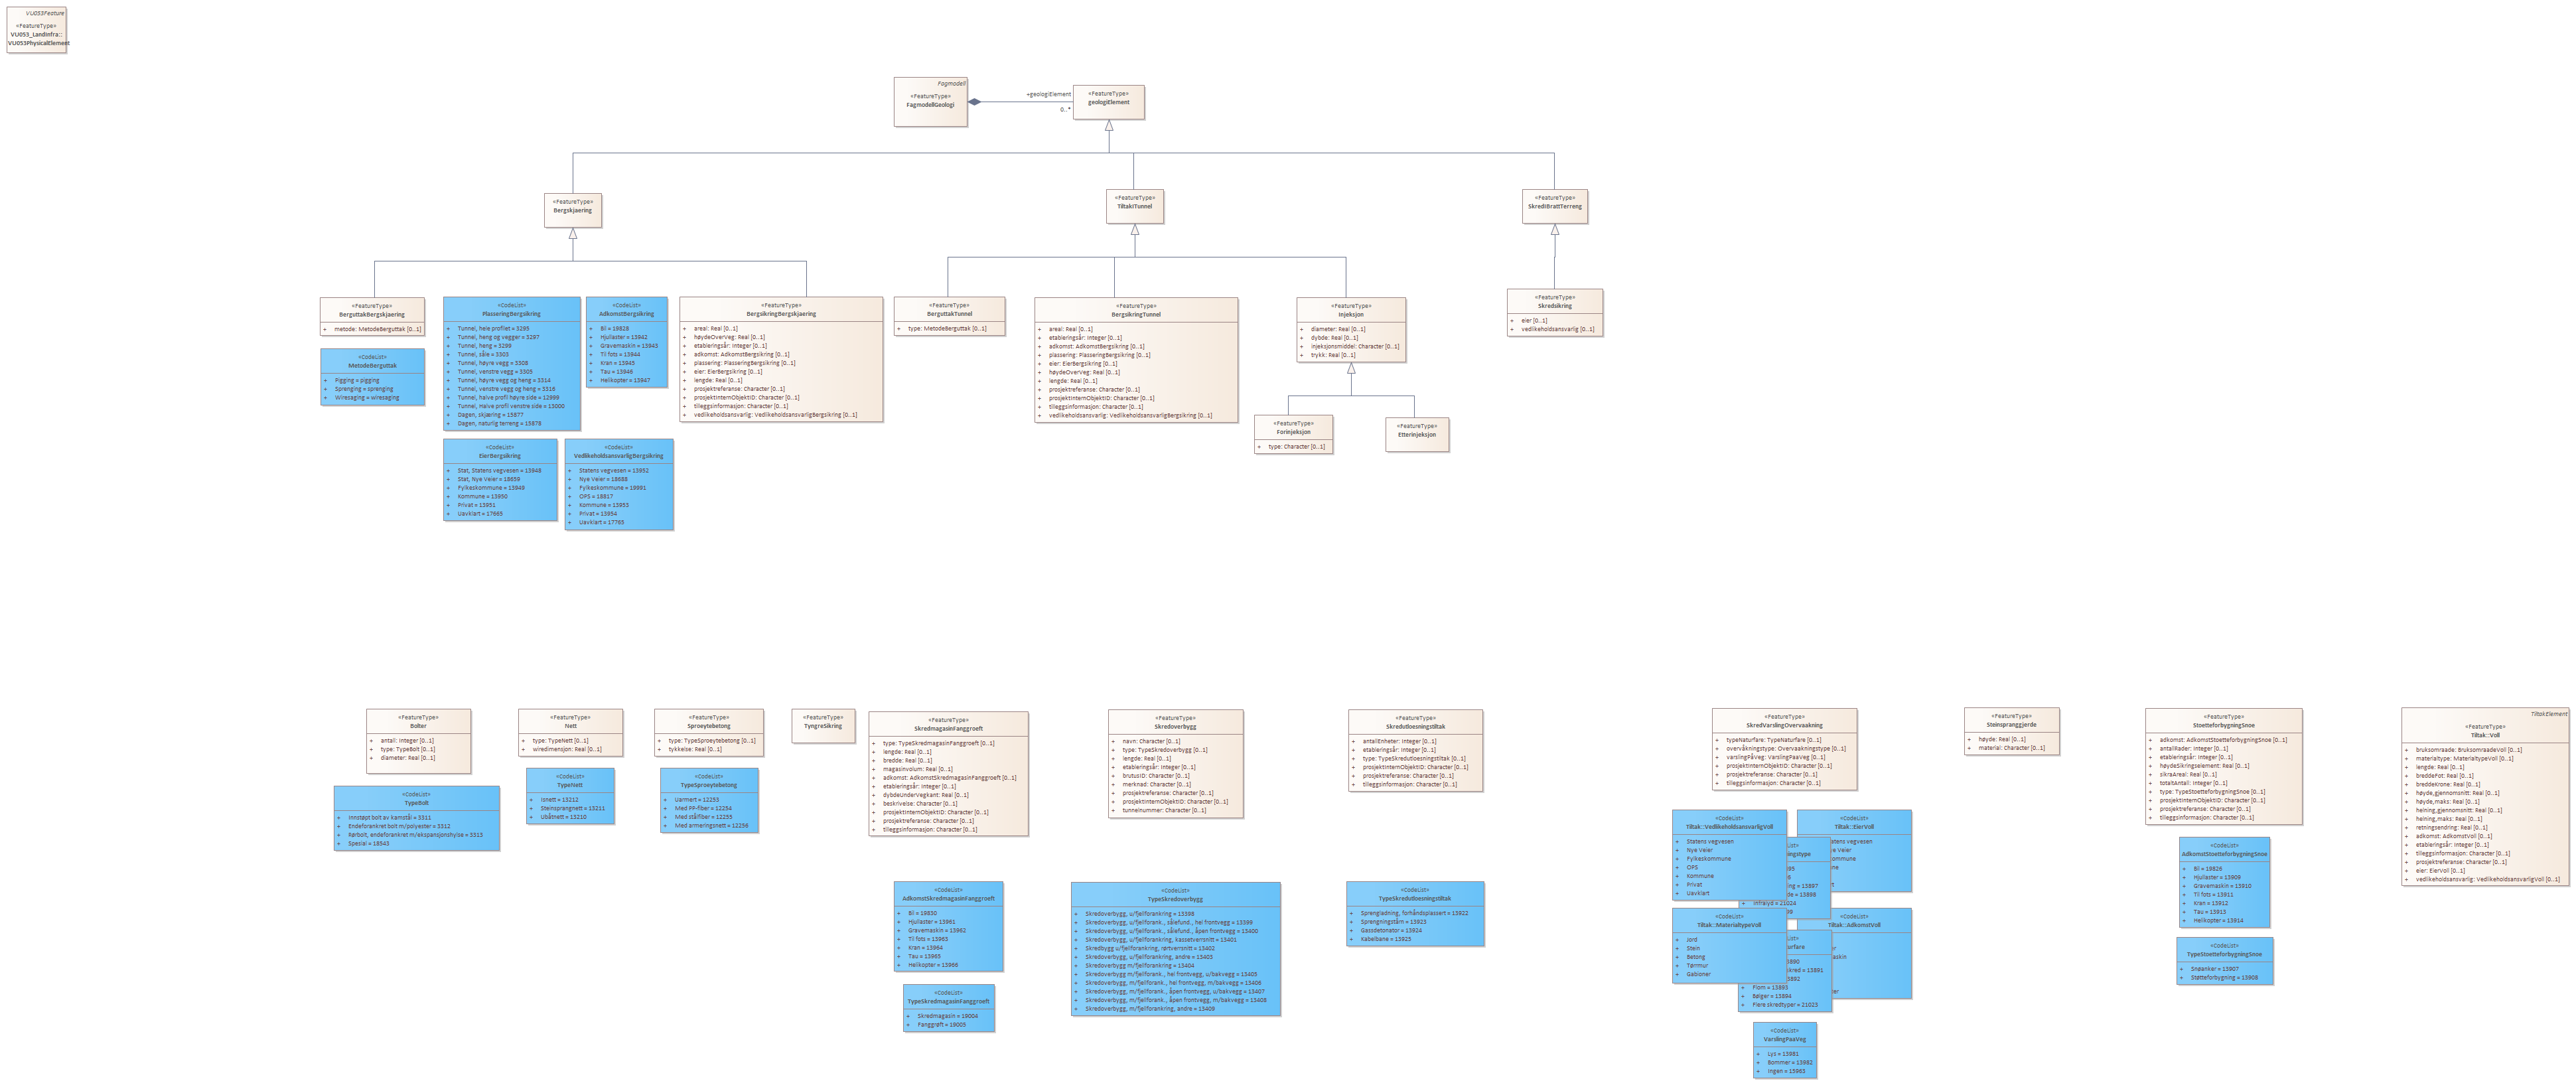 VU053Feature
«FeatureType»
VU053_LandInfra::
VU053PhysicalElement
Fagmodell
«FeatureType»
FagmodellGeologi
+geologiElement
0..*
«FeatureType»
geologiElement
«FeatureType»
Bergskjaering
«FeatureType»
TiltakITunnel
«FeatureType»
SkredIBrattTerreng
«FeatureType»
BerguttakBergskjaering
+ metode: MetodeBerguttak [0..1]
«CodeList»
MetodeBerguttak
+ Pigging = pigging
+ Sprenging = sprenging
+ Wiresaging = wiresaging
«CodeList»
PlasseringBergsikring
+ Tunnel, hele profilet = 3295
+ Tunnel, heng og vegger = 3297
+ Tunnel, heng = 3299
+ Tunnel, såle = 3303
+ Tunnel, høyre vegg = 3306
+ Tunnel, venstre vegg = 3305
+ Tunnel, høyre vegg og heng = 3314
+ Tunnel, venstre vegg og heng = 3316
+ Tunnel, halve profil høyre side = 12999
+ Tunnel, Halve profil venstre side = 13000
+ Dagen, skjæring = 15877
+ Dagen, naturlig terreng = 15878
«CodeList»
AdkomstBergsikring
+ Bil = 19828
+ Hjullaster = 13942
+ Gravemaskin = 13943
+ Til fots = 13944
+ Kran = 13945
+ Tau = 13946
+ Helikopter = 13947
«CodeList»
EierBergsikring
+ Stat, Statens vegvesen = 13948
+ Stat, Nye Veier = 18659
+ Fylkeskommune = 13949
+ Kommune = 13950
+ Privat = 13951
+ Uavklart = 17665
«CodeList»
VedlikeholdsansvarligBergsikring
+ Statens vegvesen = 13952
+ Nye Veier = 18888
+ Fylkeskommune = 19991
+ OPS = 18817
+ Kommune = 13953
+ Privat = 13954
+ Uavklart = 17765
«FeatureType»
BergsikringBergskjaering
+ areal: Real [0..1]
+ høydeOverVeg: Real [0..1]
+ etableringsår: Integer [0..1]
+ adkomst: AdkomstBergsikring [0..1]
+ plassering: PlasseringBergsikring [0..1]
+ eier: EierBergsikring [0..1]
+ lengde: Real [0..1]
+ prosjektreferanse: Character [0..1]
+ prosjektInternObjektID: Character [0..1]
+ tilleggsinformasjon: Character [0..1]
+ vedlikeholdsansvarlig: VedlikeholdsansvarligBergsikring [0..1]
«FeatureType»
BerguttakTunnel
+ type: MetodeBerguttak [0..1]
«FeatureType»
BergsikringTunnel
+ areal: Real [0..1]
+ etableringsår: Integer [0..1]
+ adkomst: AdkomstBergsikring [0..1]
+ plassering: PlasseringBergsikring [0..1]
+ eier: EierBergsikring [0..1]
+ høydeOverVeg: Real [0..1]
+ lengde: Real [0..1]
+ prosjektreferanse: Character [0..1]
+ prosjektInternObjektID: Character [0..1]
+ tilleggsinformasjon: Character [0..1]
+ vedlikeholdsansvarlig: VedlikeholdsansvarligBergsikring [0..1]
«FeatureType»
Injeksjon
+ diameter: Real [0..1]
+ dybde: Real [0..1]
+ injeksjonsmiddel: Character [0..1]
+ trykk: Real [0..1]
«FeatureType»
Forinjeksjon
+ type: Character [0..1]
«FeatureType»
Etterinjeksjon
«FeatureType»
Skredsikring
+ eier [0..1]
+ vedlikeholdsansvarlig [0..1]
«FeatureType»
Bolter
+ antall: Integer [0..1]
+ type: TypeBolt [0..1]
+ diameter: Real [0..1]
«CodeList»
TypeBolt
+ Innstøpt bolt av kamstål = 3311
+ Endeforankret bolt m/polyester = 3312
+ Rørbolt, endeforankret m/ekspansjonshylse = 3313
+ Spesial = 18543
«FeatureType»
Nett
+ type: TypeNett [0..1]
+ wiredimensjon: Real [0..1]
«CodeList»
TypeNett
+ Isnett = 13212
+ Steinsprengnett = 13211
+ Ubåtnett = 13210
«FeatureType»
Sproeytebetong
+ type: TypeSproeytebetong [0..1]
+ tykkelse: Real [0..1]
«CodeList»
TypeSproeytebetong
+ Uarmert = 12253
+ Med PP-fiber = 12254
+ Med stålfiber = 12255
+ Med armeringsnett = 12256
«FeatureType»
TyngreSikring
«FeatureType»
SkredmagasinFanggroeft
+ type: TypeSkredmagasinFanggroeft [0..1]
+ lengde: Real [0..1]
+ bredde: Real [0..1]
+ magasinvolum: Real [0..1]
+ adkomst: AdkomstSkredmagasinFanggroeft [0..1]
+ etableringsår: Integer [0..1]
+ dybdeUnderVegkant: Real [0..1]
+ beskrivelse: Character [0..1]
+ prosjektInternObjektID: Character [0..1]
+ prosjektreferanse: Character [0..1]
+ tilleggsinformasjon: Character [0..1]
«CodeList»
AdkomstSkredmagasinFanggroeft
+ Bil = 19830
+ Hjullaster = 13961
+ Gravemaskin = 13962
+ Til fots = 13963
+ Kran = 13964
+ Tau = 13965
+ Helikopter = 13966
«CodeList»
TypeSkredmagasinFanggroeft
+ Skredmagasin = 19004
+ Fanggrøft = 19005
«FeatureType»
Skredoverbygg
+ navn: Character [0..1]
+ type: TypeSkredoverbygg [0..1]
+ lengde: Real [0..1]
+ etableringsår: Integer [0..1]
+ brutusID: Character [0..1]
+ merknad: Character [0..1]
+ prosjektreferanse: Character [0..1]
+ prosjektInternObjektID: Character [0..1]
+ tunnelnummer: Character [0..1]
«CodeList»
TypeSkredoverbygg
+ Skredoverbygg, u/fjellforankring = 13398
+ Skredoverbygg, u/fjellforank., sålefund., hel frontvegg = 13399
+ Skredoverbygg, u/fjellforank., sålefund., åpen frontvegg = 13400
+ Skredoverbygg, u/fjellforankring, kassetverrsnitt = 13401
+ Skredbygg u/fjellforankring, rørtverrsnitt = 13402
+ Skredoverbygg, u/fjellforankring, andre = 13403
+ Skredoverbygg m/fjellforankring = 13404
+ Skredoverbygg m/fjellforank., hel frontvegg, u/bakvegg = 13405
+ Skredoverbygg, m/fjellforank., hel frontvegg, m/bakvegg = 13406
+ Skredoverbygg, m/fjellforank., åpen frontvegg, u/bakvegg = 13407
+ Skredoverbygg, m/fjellforank., åpen frontvegg, m/bakvegg = 13408
+ Skredoverbygg, m/fjellforankring, andre = 13409
«FeatureType»
Skredutloesningstiltak
+ antallEnheter: Integer [0..1]
+ etableringsår: Integer [0..1]
+ type: TypeSkredutloesningstiltak [0..1]
+ prosjektInternObjektID: Character [0..1]
+ prosjektreferanse: Character [0..1]
+ tilleggsinformasjon: Character [0..1]
«CodeList»
TypeSkredutloesningstiltak
+ Sprengladning, forhåndsplassert = 13922
+ Sprengningstårn = 13923
+ Gassdetonator = 13924
+ Kabelbane = 13925
«FeatureType»
SkredVarslingOvervaakning
+ typeNaturfare: TypeNaturfare [0..1]
+ overvåkningstype: Overvaakningstype [0..1]
+ varslingPåVeg: VarslingPaaVeg [0..1]
+ prosjektInternObjektID: Character [0..1]
+ prosjektreferanse: Character [0..1]
+ tilleggsinformasjon: Character [0..1]
«CodeList»
Tiltak::VedlikeholdsansvarligVoll
+ Statens vegvesen
+ Nye Veier
+ Fylkeskommune
+ OPS
+ Kommune
+ Privat
+ Uavklart
«CodeList»
Tiltak::EierVoll
+ Infralyd = 21024
«CodeList»
Tiltak::MaterialtypeVoll
+ Jord
+ Stein
+ Betong
+ Tørrmur
+ Gabioner
«CodeList»
Tiltak::AdkomstVoll
+ Flom = 13893
+ Bølger = 13894
+ Flere skredtyper = 21023
«CodeList»
VarslingPaaVeg
+ Lys = 13981
+ Bommer = 13982
+ Ingen = 15965
«FeatureType»
Steinspranggjerde
+ høyde: Real [0..1]
+ material: Character [0..1]
«FeatureType»
StoetteforbygningSnoe
+ adkomst: AdkomstStoetteforbygningSnoe [0..1]
+ antallRader: Integer [0..1]
+ etableringsår: Integer [0..1]
+ høydeSikringselement: Real [0..1]
+ sikraAreal: Real [0..1]
+ totaltAntall: Integer [0..1]
+ type: TypeStoetteforbygningSnoe [0..1]
+ prosjektInternObjektID: Character [0..1]
+ prosjektreferanse: Character [0..1]
+ tilleggsinformasjon: Character [0..1]
«CodeList»
AdkomstStoetteforbygningSnoe
+ Bil = 19826
+ Hjullaster = 13909
+ Gravemaskin = 13910
+ Til fots = 13911
+ Kran = 13912
+ Tau = 13913
+ Helikopter = 13914
«CodeList»
TypeStoetteforbygningSnoe
+ Snøanker = 13907
+ Støtteforbygning = 13908
TiltakElement
«FeatureType»
Tiltak::Voll
+ bruksomraade: BruksomraadeVoll [0..1]
+ materialtype: MaterialtypeVoll [0..1]
+ lengde: Real [0..1]
+ breddeFot: Real [0..1]
+ breddeKrone: Real [0..1]
+ høyde,gjennomsnitt: Real [0..1]
+ høyde,maks: Real [0..1]
+ helning,gjennomsnitt: Real [0..1]
+ helning,maks: Real [0..1]
+ retningsendring: Real [0..1]
+ adkomst: AdkomstVoll [0..1]
+ etableringsår: Integer [0..1]
+ tilleggsinformasjon: Character [0..1]
+ prosjektreferanse: Character [0..1]
+ eier: EierVoll [0..1]
+ vedlikeholdsansvarlig: VedlikeholdsansvarligVoll [0..1]